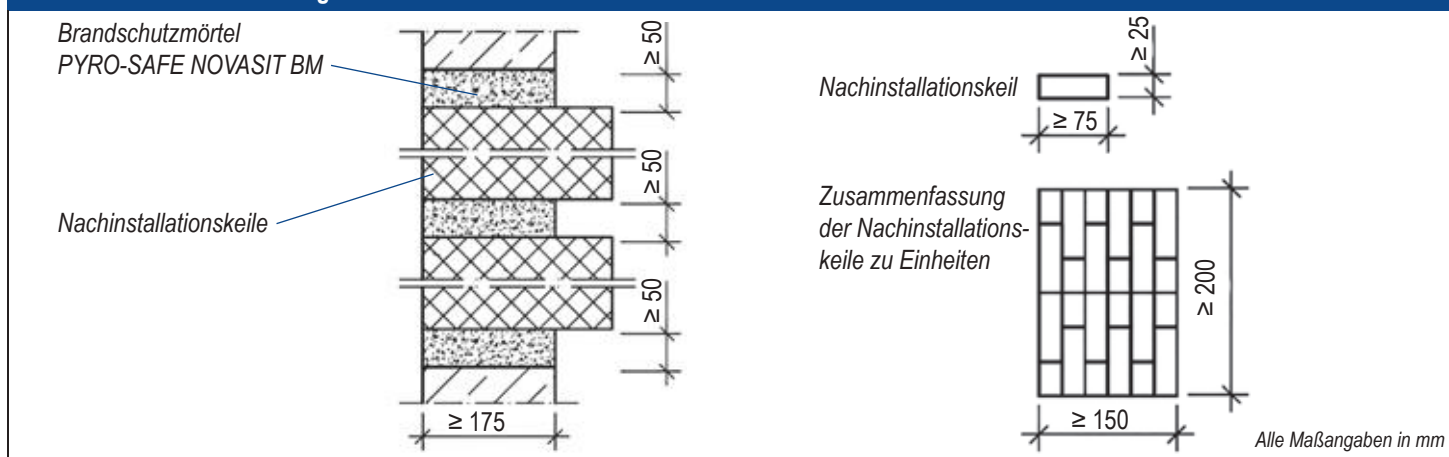 Brandschutzmörtel
PYRO-SAFE NOVASIT BM
Nachinstallationskeile
≥ 50
≥ 50
≥ 50
≥ 175
Nachinstallationskeil
≥ 25
≥ 75
Zusammenfassung
der Nachinstallations-
keile zu Einheiten
≥ 200
≥ 150
Alle Maßangaben in mm